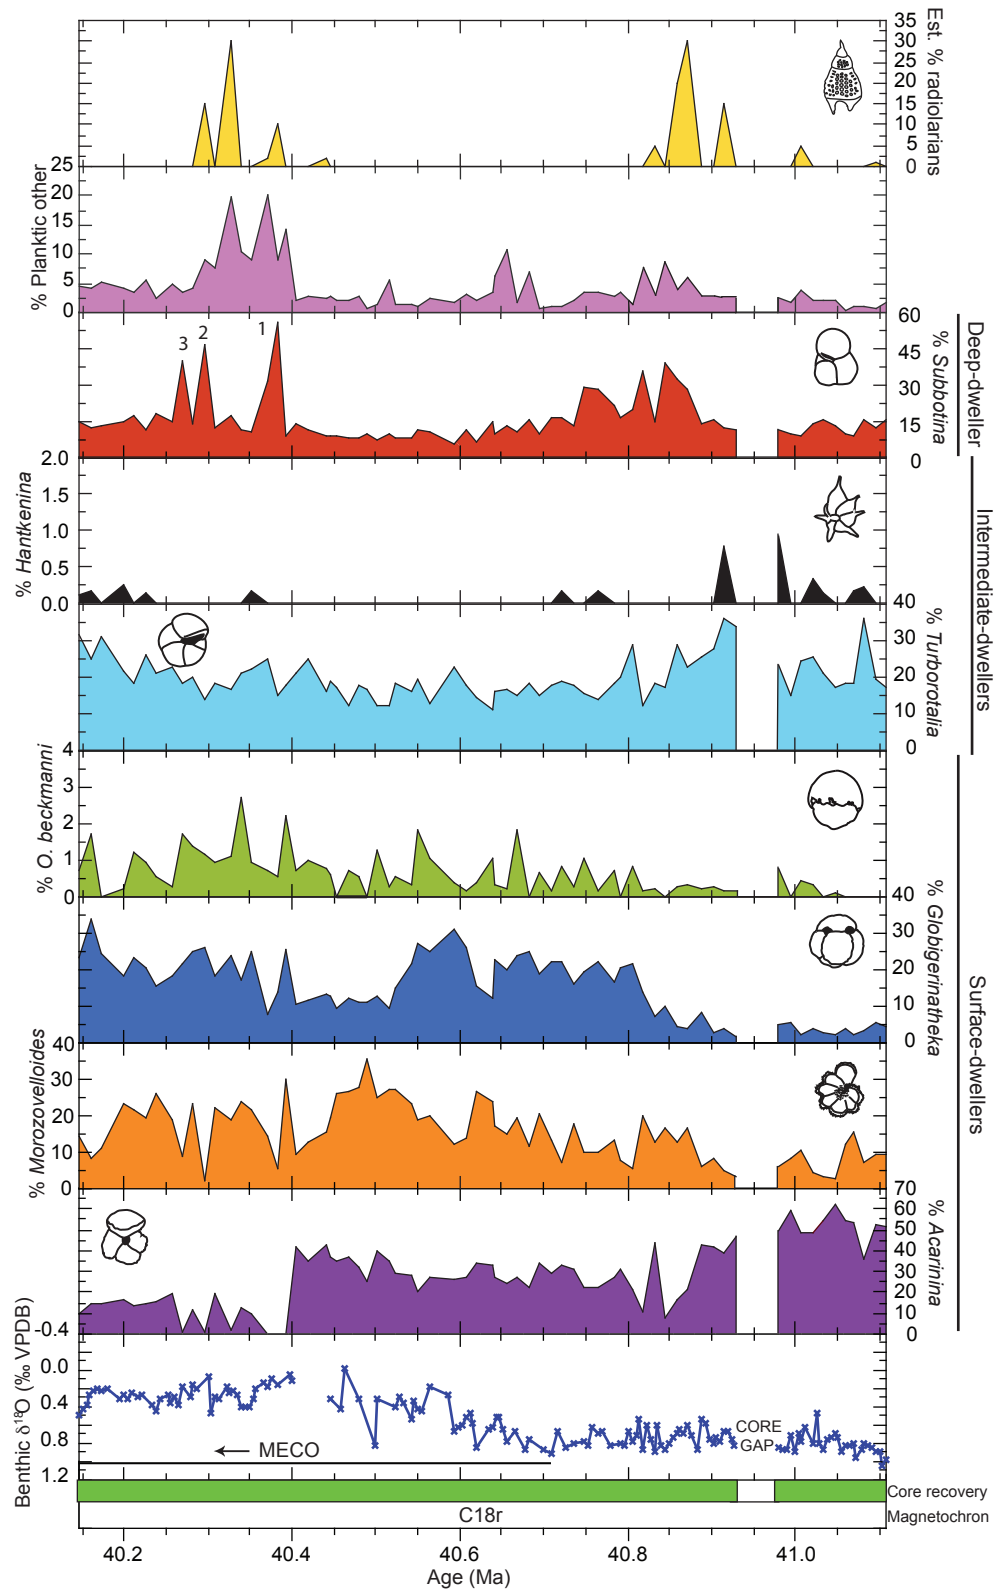 35
30
25
20
15
10
5
0
Est. % radiolarians
25
20
15
10
5
0
% Planktic other
60
45
30
15
0
% Subbotina
1
2
3
Deep-dweller
2.0
1.5
1.0
0.5
0.0
% Hantkenina
40
30
20
10
0
% Turborotalia
Intermediate-dwellers
4
3
2
1
0
% O. beckmanni
40
30
20
10
0
% Globigerinatheka
40
30
20
10
0
% Morozovelloides
Surface-dwellers
70
60
50
40
30
20
10
0
% Acarinina
-0.4
0.0
0.4
0.8
1.2
Benthic δ¹⁸O (‰ VPDB)
CORE
GAP
← MECO
Core recovery
C18r
Magnetochron
40.2 40.4 40.6 40.8 41.0
Age (Ma)